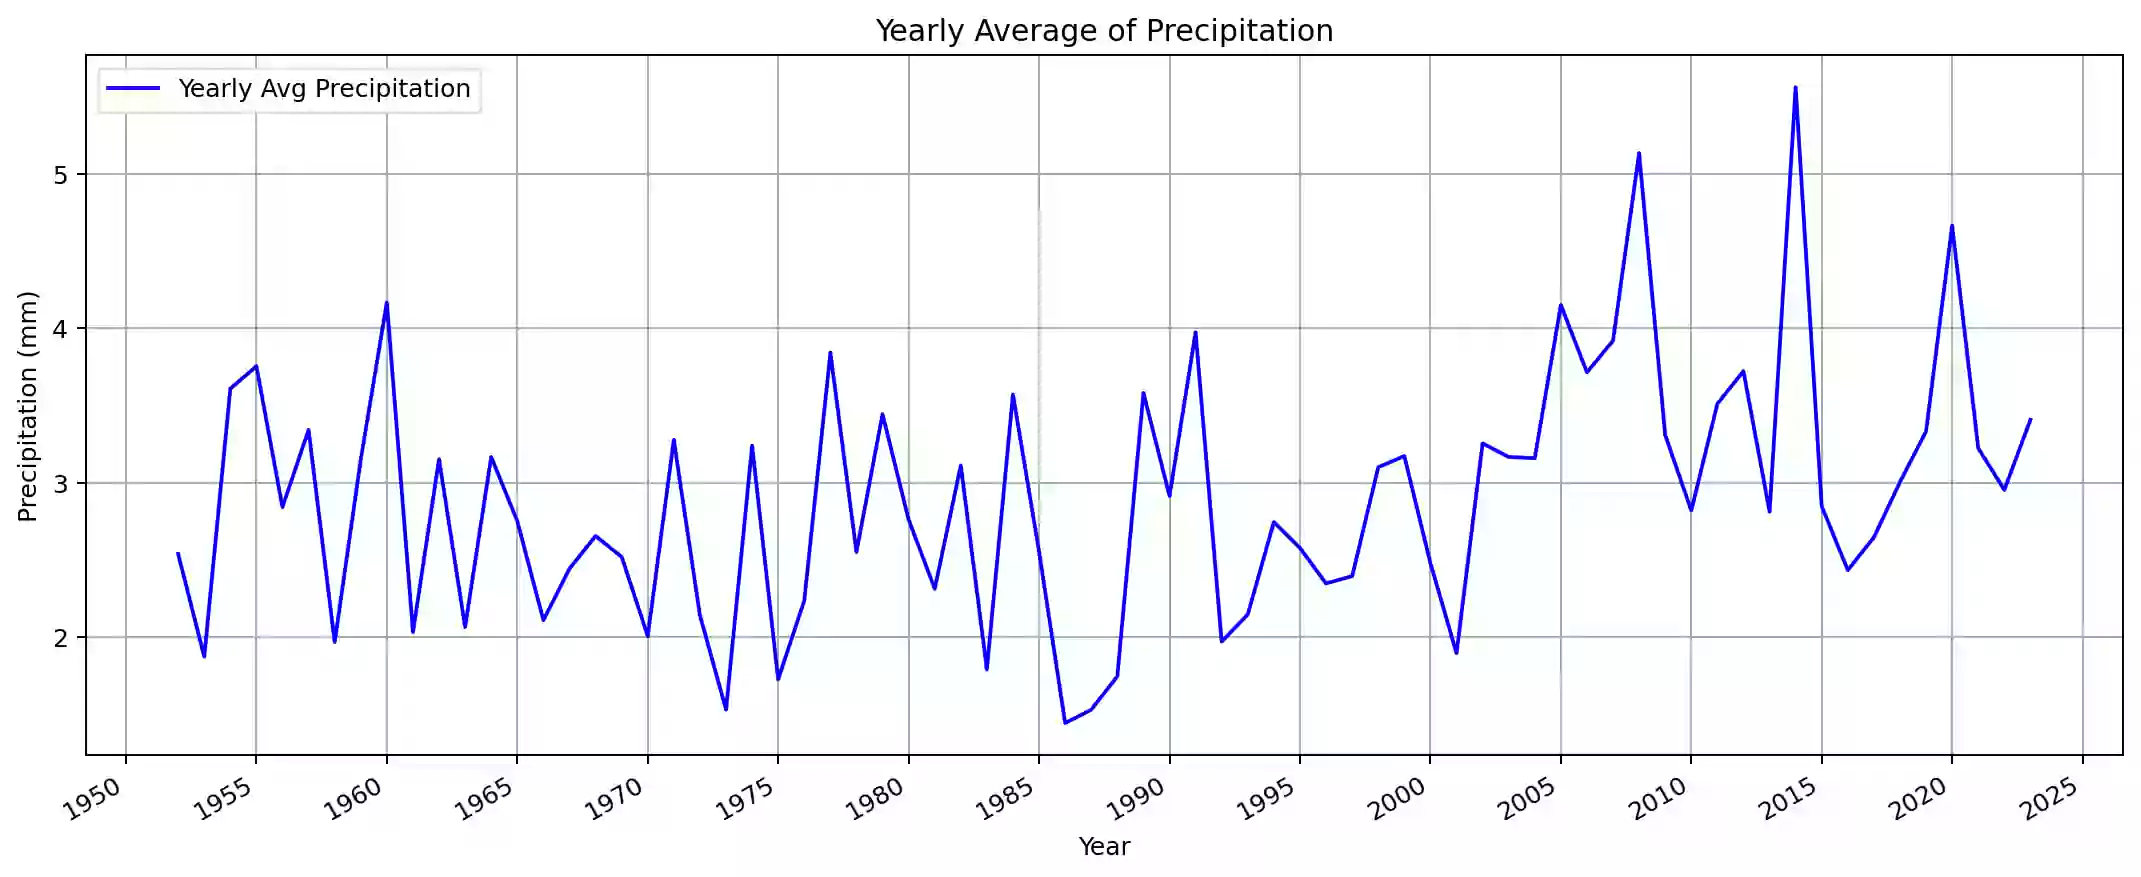 Yearly Average of Precipitation
Yearly Avg Precipitation
Precipitation (mm)
5
4
3
2
1950 1955 1960 1965 1970 1975 1980 1985 1990 1995 2000 2005 2010 2015 2020 2025
Year